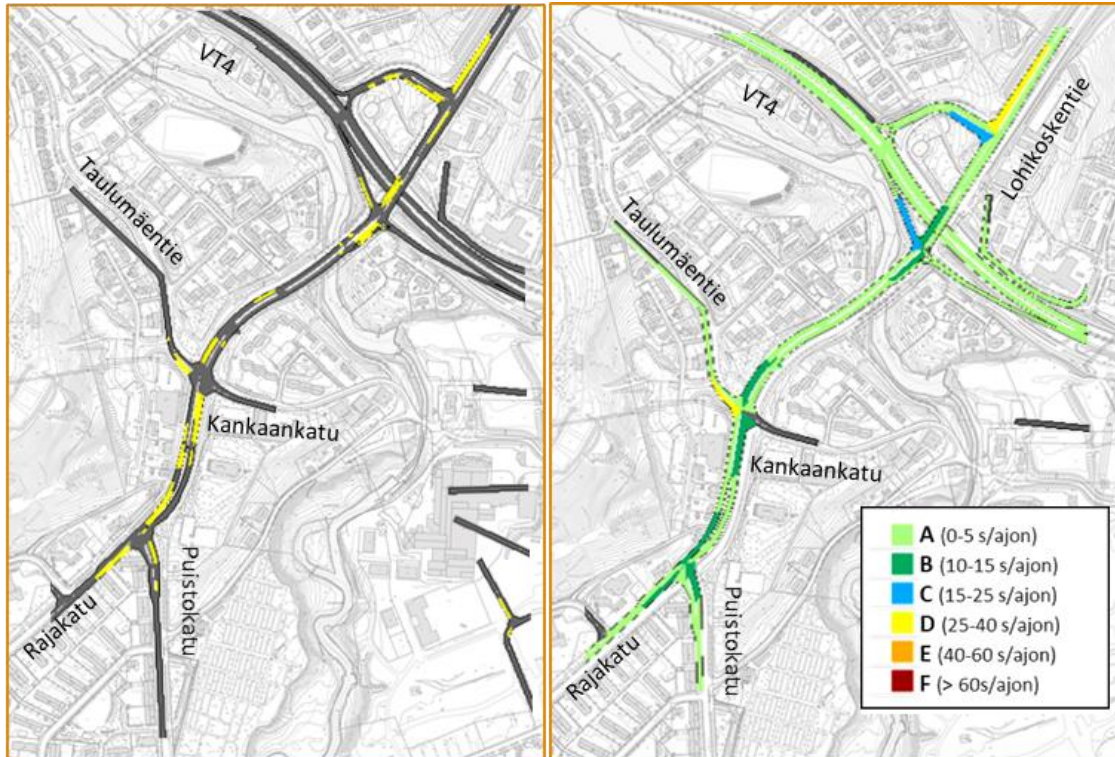 VT4
Taulumäentie
Kankaankatu
Puistokatu
Rajakatu
VT4
Lohikoskentie
Taulumäentie
Kankaankatu
Puistokatu
Rajakatu
A (0-5 s/ajon)
B (10-15 s/ajon)
C (15-25 s/ajon)
D (25-40 s/ajon)
E (40-60 s/ajon)
F (> 60s/ajon)